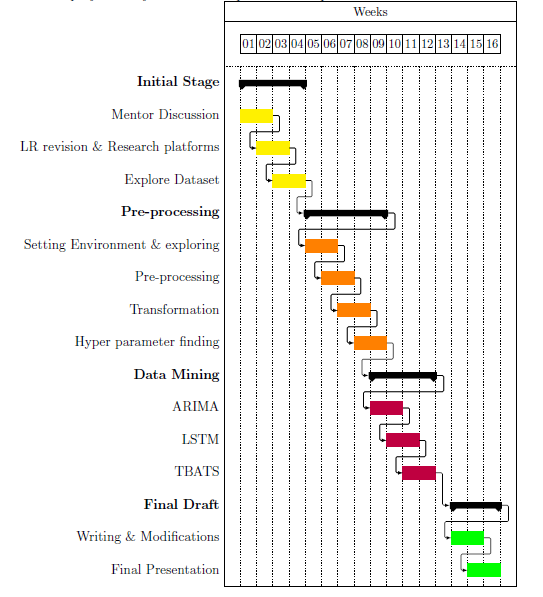 Weeks
01 02 03 04 05 06 07 08 09 10 11 12 13 14 15 16
Initial Stage
Mentor Discussion
LR revision & Research platforms
Explore Dataset
Pre-processing
Setting Environment & exploring
Pre-processing
Transformation
Hyper parameter finding
Data Mining
ARIMA
LSTM
TBATS
Final Draft
Writing & Modifications
Final Presentation